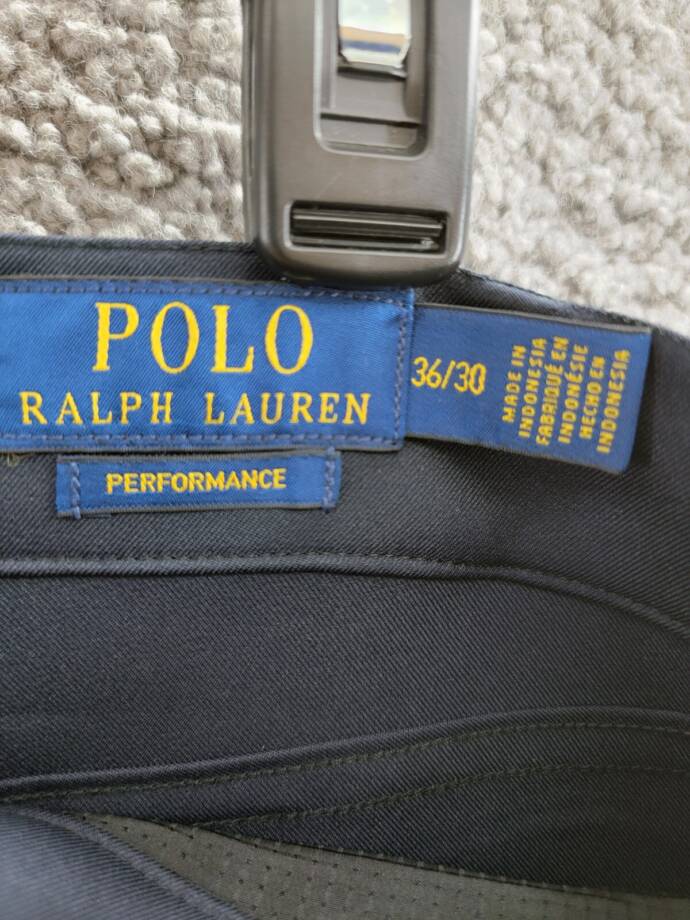 POLO
RALPH LAUREN
PERFORMANCE
36/30
MADE IN
INDONESIA
FABRIQUÉ EN
INDONÉSIE
HECHO EN
INDONESIA